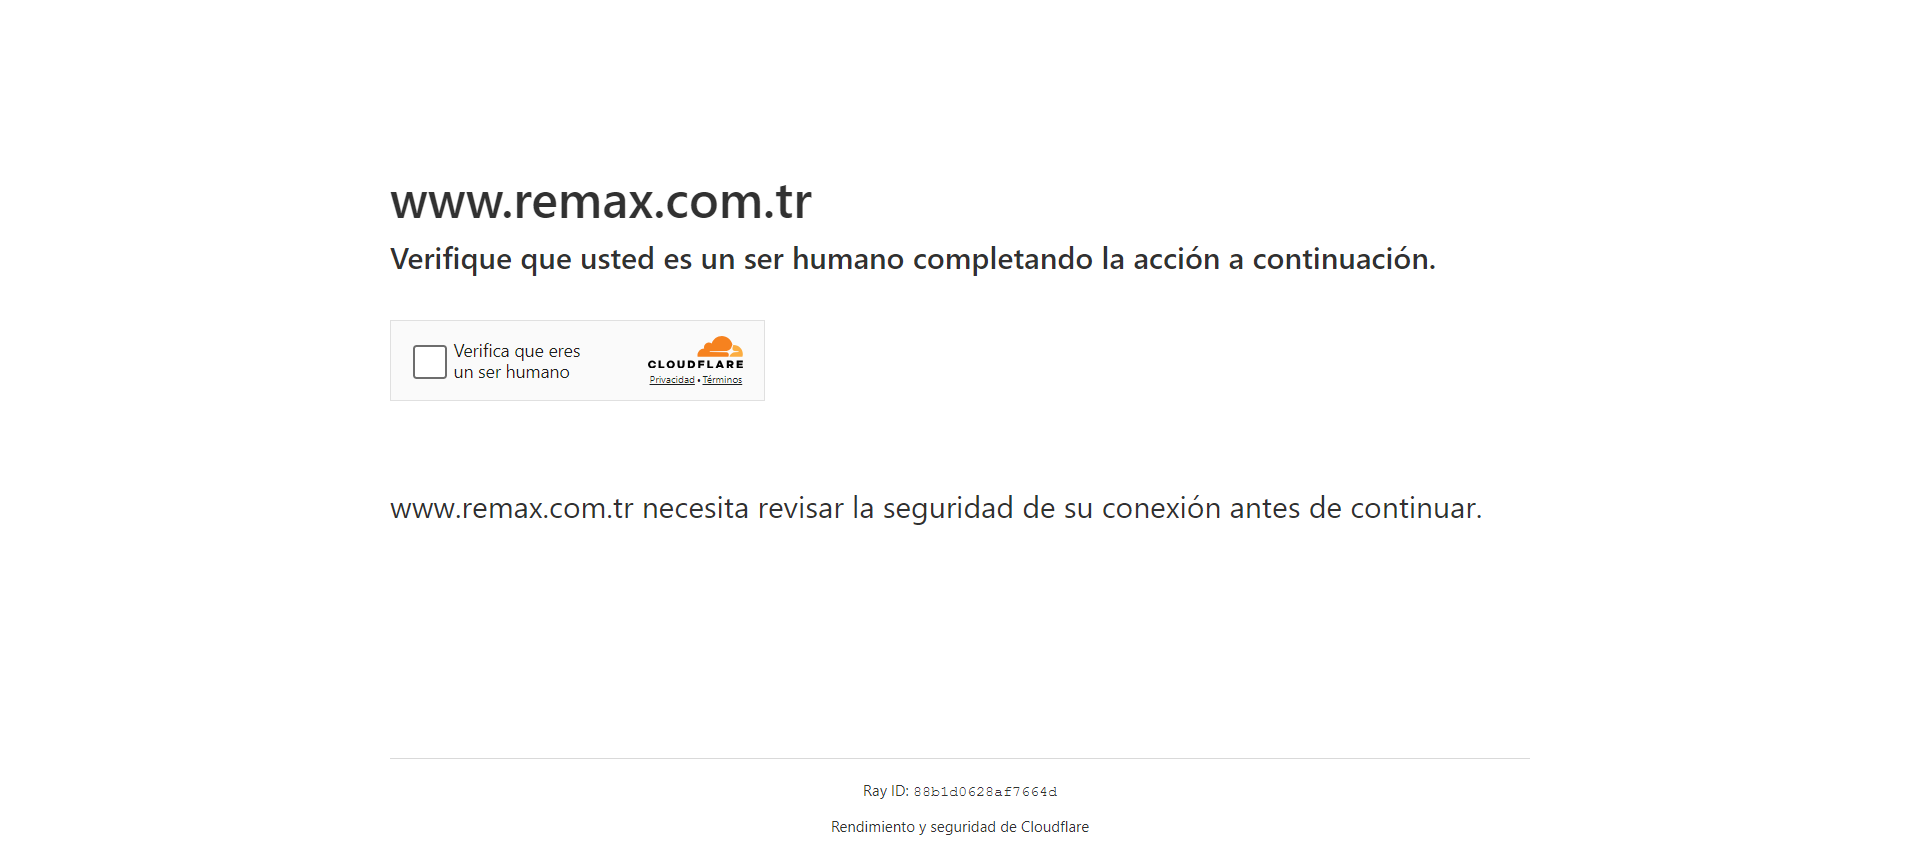 www.remax.com.tr
Verifique que usted es un ser humano completando la acción a continuación.
Verifica que eres
un ser humano
CLOUDFLARE
Privacidad • Términos
www.remax.com.tr necesita revisar la seguridad de su conexión antes de continuar.
Ray ID: 88b1d0628af7664d
Rendimiento y seguridad de Cloudflare